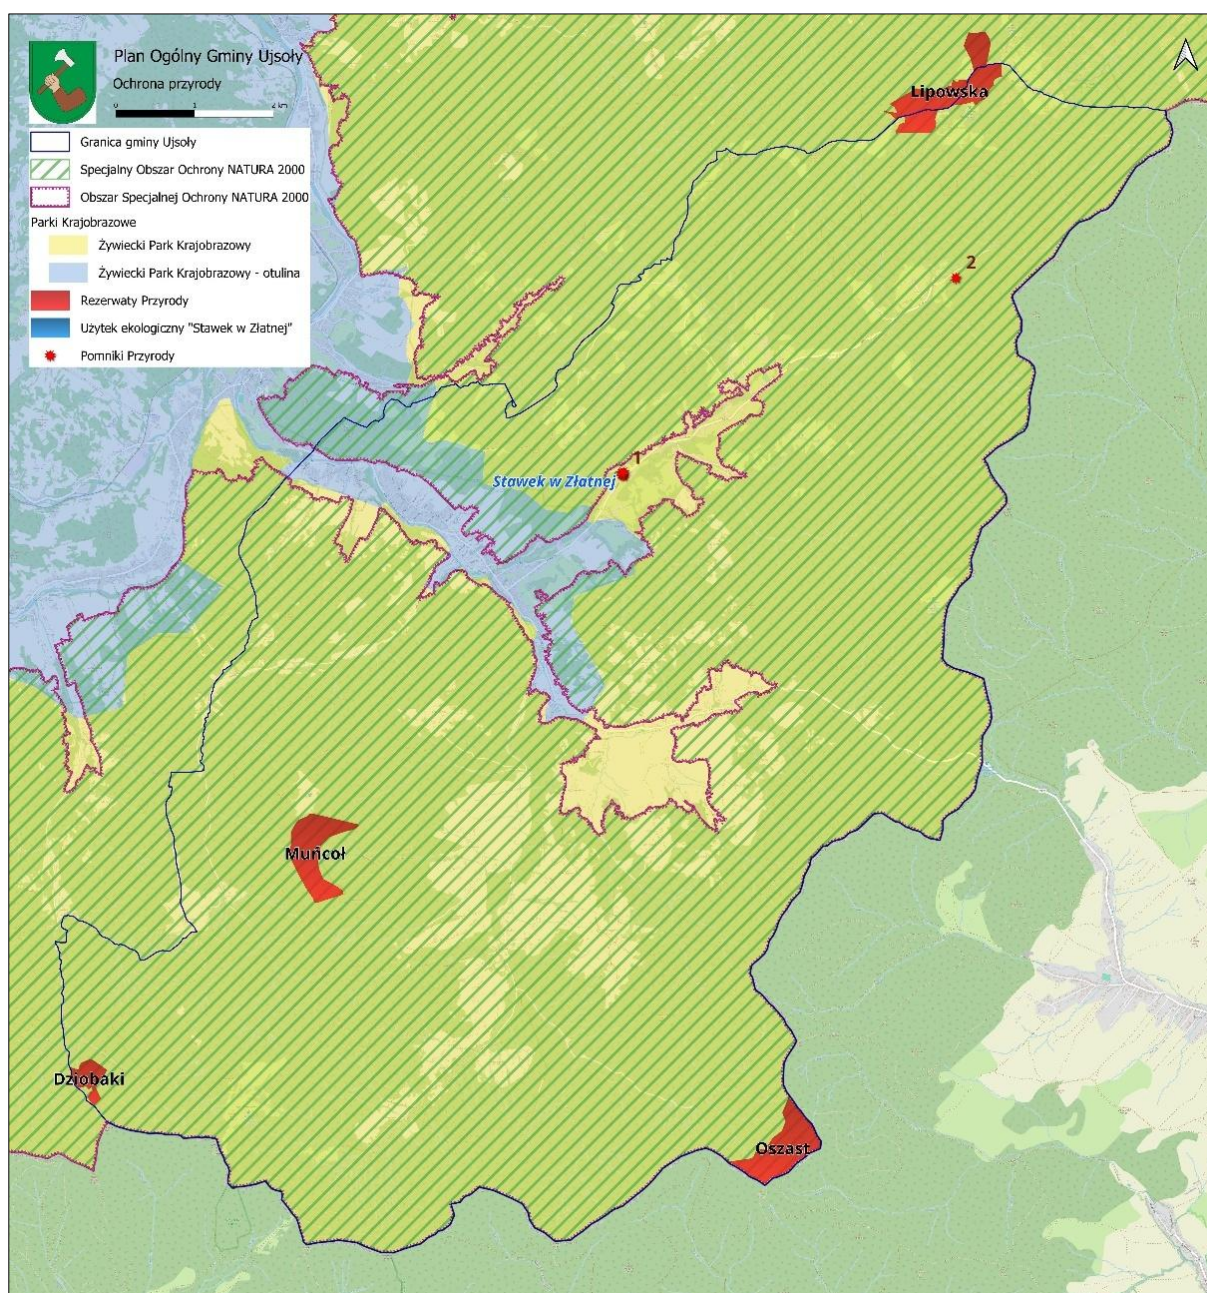 Plan Ogólny Gminy Ujsoły
Ochrona przyrody
0 1 2 km
Granica gminy Ujsoły
Specjalny Obszar Ochrony NATURA 2000
Obszar Specjalnej Ochrony NATURA 2000
Parki Krajobrazowe
Żywiecki Park Krajobrazowy
Żywiecki Park Krajobrazowy - otulina
Rezerwaty Przyrody
Użytek ekologiczny "Stawek w Złatnej"
Pomniki Przyrody
Lipowska
2
1
Stawek w Złatnej
Muńcoł
Dziobaki
Oszast